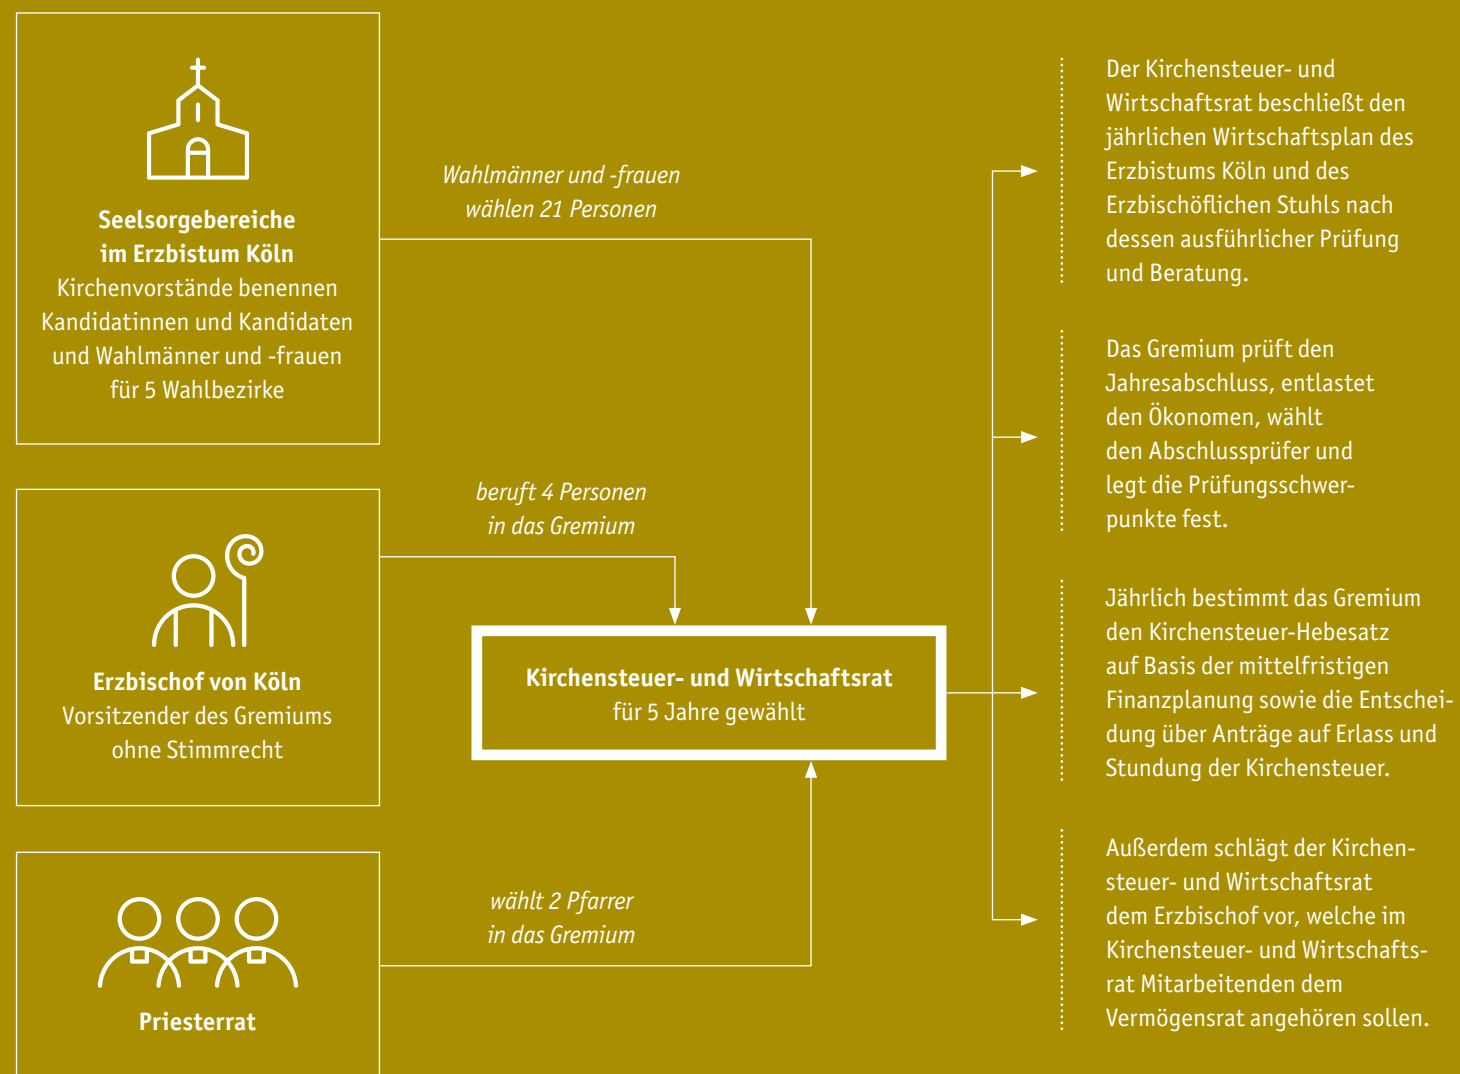 Seelsorgebereiche
im Erzbistum Köln
Kirchenvorstände benennen
Kandidatinnen und Kandidaten
und Wahlmänner und -frauen
für 5 Wahlbezirke
Wahlmänner und -frauen
wählen 21 Personen
Erzbischof von Köln
Vorsitzender des Gremiums
ohne Stimmrecht
beruft 4 Personen
in das Gremium
Priesterrat
wählt 2 Pfarrer
in das Gremium
Kirchensteuer- und Wirtschaftsrat
für 5 Jahre gewählt
Der Kirchensteuer- und
Wirtschaftsrat beschließt den
jährlichen Wirtschaftsplan des
Erzbistums Köln und des
Erzbischöflichen Stuhls nach
dessen ausführlicher Prüfung
und Beratung.
Das Gremium prüft den
Jahresabschluss, entlastet
den Ökonomen, wählt
den Abschlussprüfer und
legt die Prüfungsschwer-
punkte fest.
Jährlich bestimmt das Gremium
den Kirchensteuer-Hebesatz
auf Basis der mittelfristigen
Finanzplanung sowie die Entschei-
dung über Anträge auf Erlass und
Stundung der Kirchensteuer.
Außerdem schlägt der Kirchen-
steuer- und Wirtschaftsrat
dem Erzbischof vor, welche im
Kirchensteuer- und Wirtschafts-
rat Mitarbeitenden dem
Vermögensrat angehören sollen.